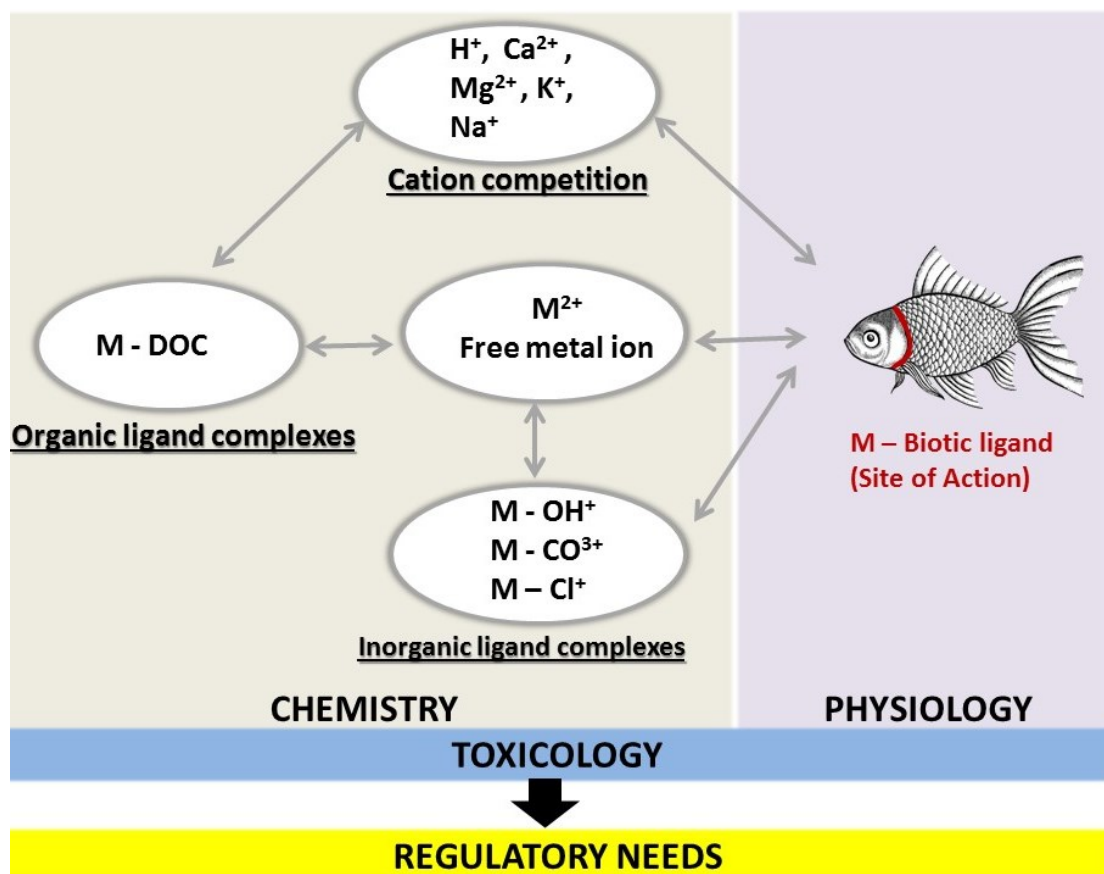 H⁺, Ca²⁺ ,
Mg²⁺ , K⁺,
Na⁺
Cation competition
M - DOC
Organic ligand complexes
M²⁺
Free metal ion
M - OH⁺
M - CO³⁺
M – Cl⁺
Inorganic ligand complexes
M – Biotic ligand
(Site of Action)
CHEMISTRY
PHYSIOLOGY
TOXICOLOGY
REGULATORY NEEDS